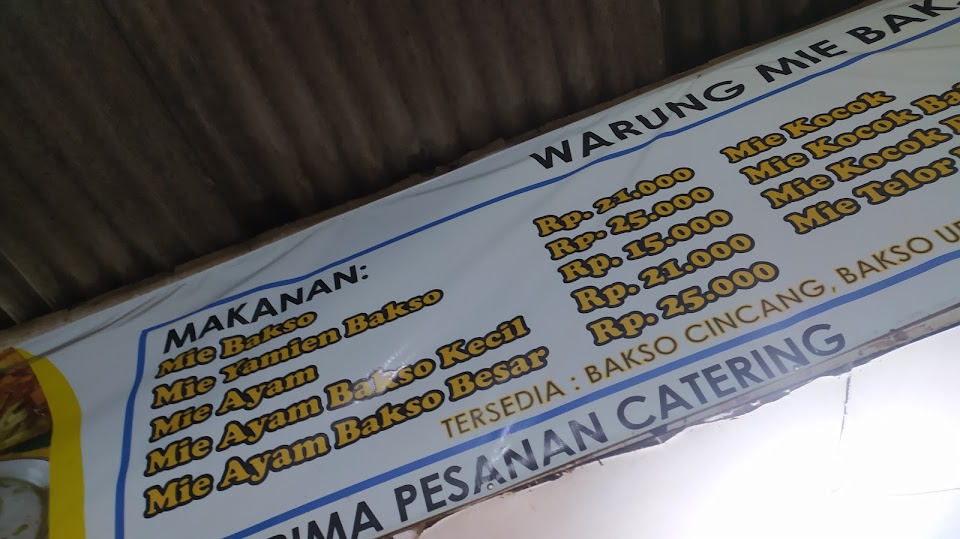 WARUNG MIE
MAKANAN:
Mie Bakso Rp. 21.000 Mie Kocok
Mie Yamien Bakso Rp. 25.000 Mie Kocok
Mie Ayam Rp. 15.000 Mie Kocok
Mie Ayam Bakso Kecil Rp. 21.000 Mie Telor
Mie Ayam Bakso Besar Rp. 25.000
TERSEDIA : BAKSO CINCANG, BAKSO
PESANAN CATERING